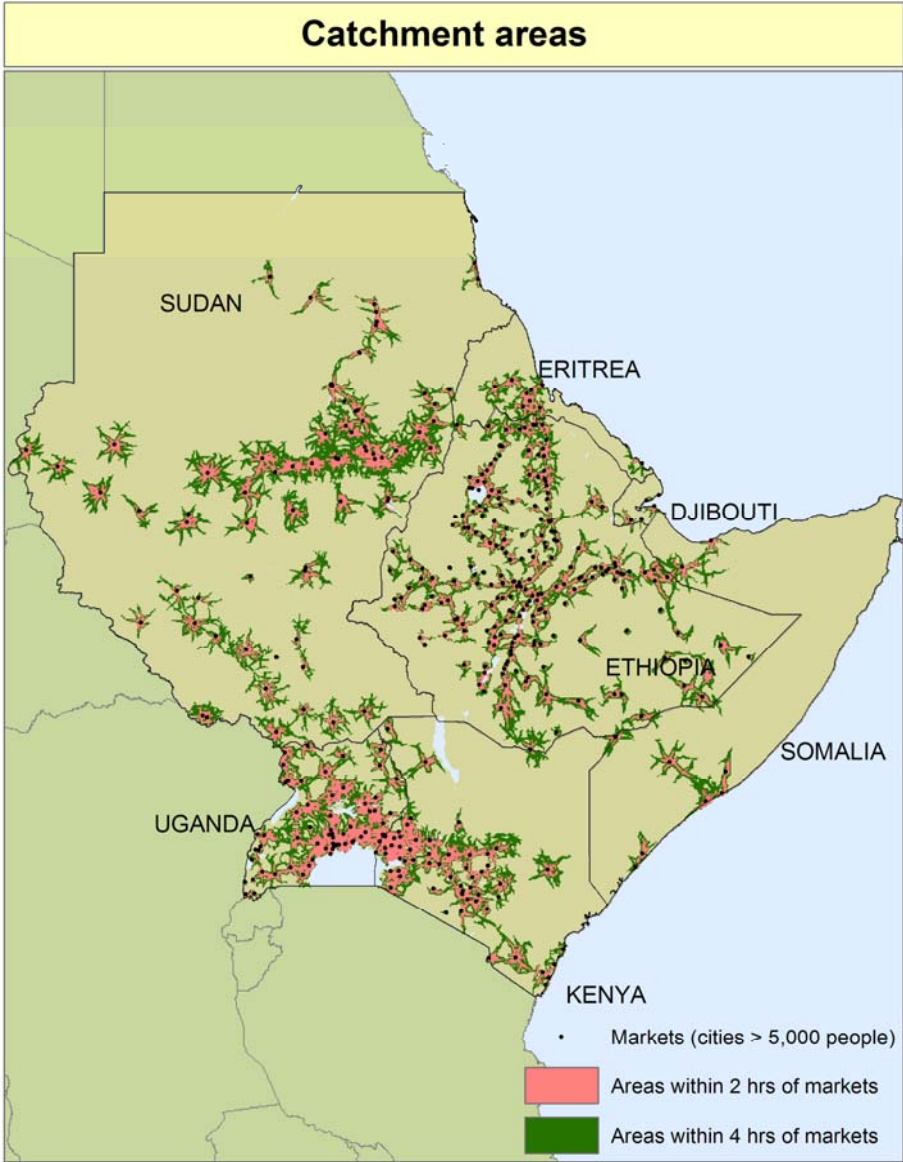 Catchment areas
SUDAN
ERITREA
DJIBOUTI
ETHIOPIA
SOMALIA
UGANDA
KENYA
Markets (cities > 5,000 people)
Areas within 2 hrs of markets
Areas within 4 hrs of markets